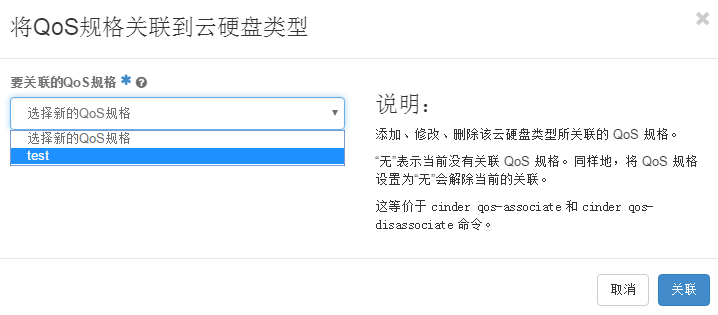 将QoS规格关联到云硬盘类型
×
要关联的QoS规格 * ?
选择新的QoS规格
选择新的QoS规格
test
说明：
添加、修改、删除该云硬盘类型所关联的 QoS 规格。
“无”表示当前没有关联 QoS 规格。同样地，将 QoS 规格
设置为“无”会解除当前的关联。
这等价于 cinder qos-associate 和 cinder qos-
disassociate 命令。
取消
关联